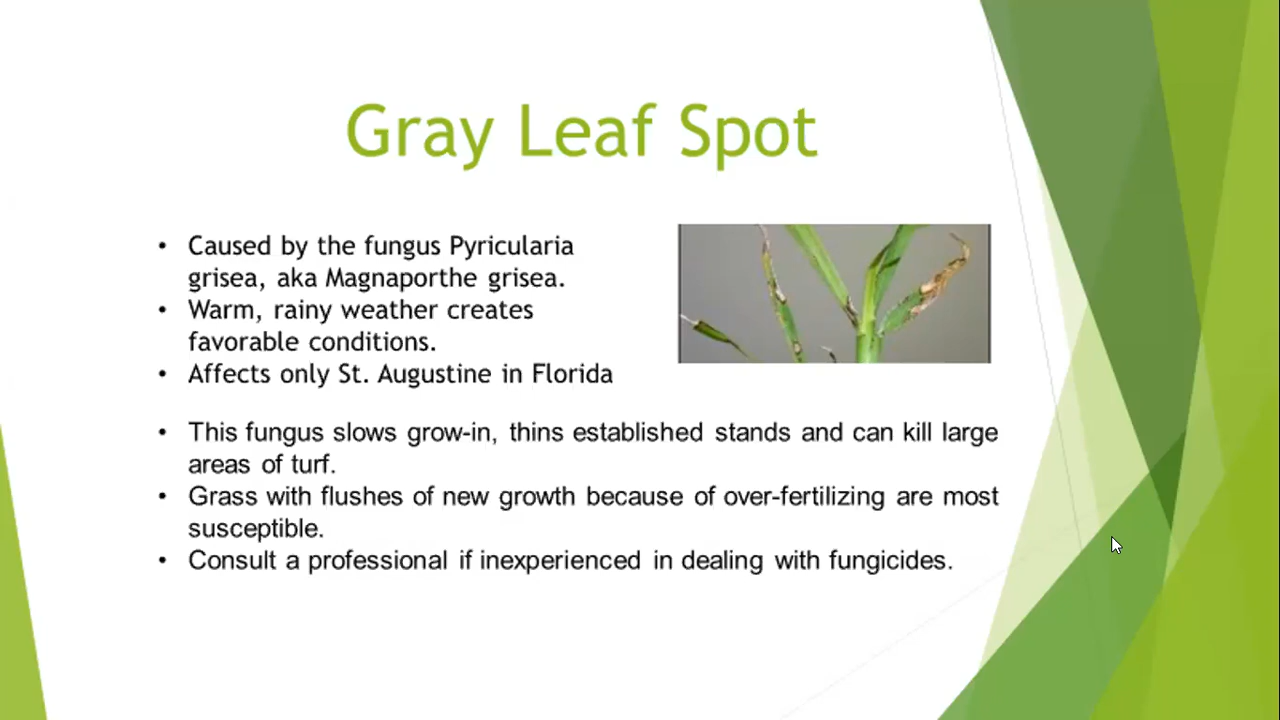 Gray Leaf Spot
• Caused by the fungus Pyricularia
grisea, aka Magnaporthe grisea.
• Warm, rainy weather creates
favorable conditions.
• Affects only St. Augustine in Florida
• This fungus slows grow-in, thins established stands and can kill large
areas of turf.
• Grass with flushes of new growth because of over-fertilizing are most
susceptible.
• Consult a professional if inexperienced in dealing with fungicides.